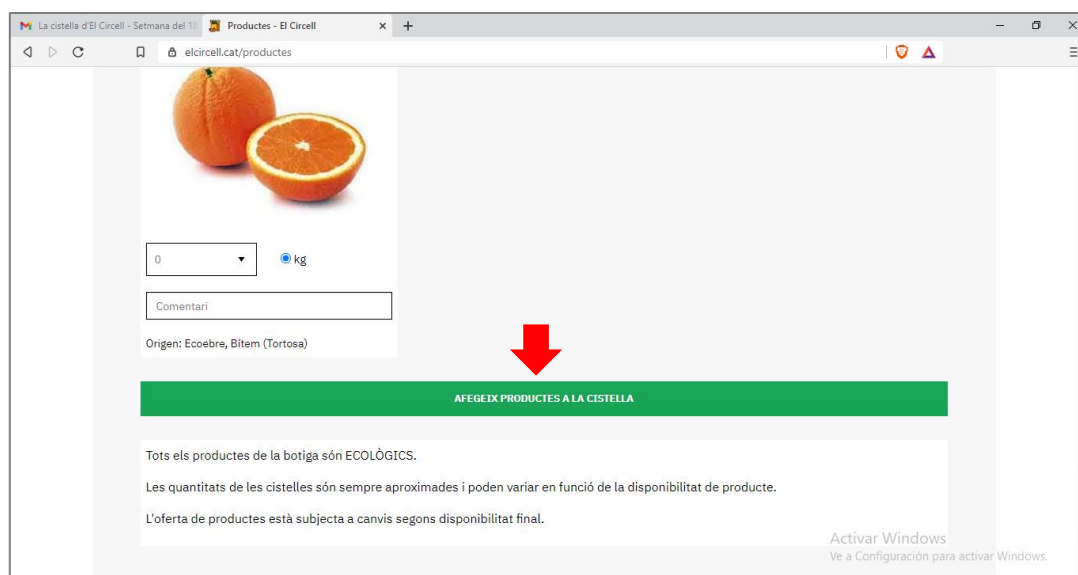 La cistella d'El Circell - Setmana del 18
Productes - El Circell
elcircell.cat/productes
0
kg
Comentari
Origen: Ecoebre, Bítem (Tortosa)
AFEGEIX PRODUCTES A LA CISTELLA
Tots els productes de la botiga són ECOLÒGICS.
Les quantitats de les cistelles són sempre aproximades i poden variar en funció de la disponibilitat de producte.
L'oferta de productes està subjecta a canvis segons disponibilitat final.
Activar Windows
Ve a Configuración para activar Windows.